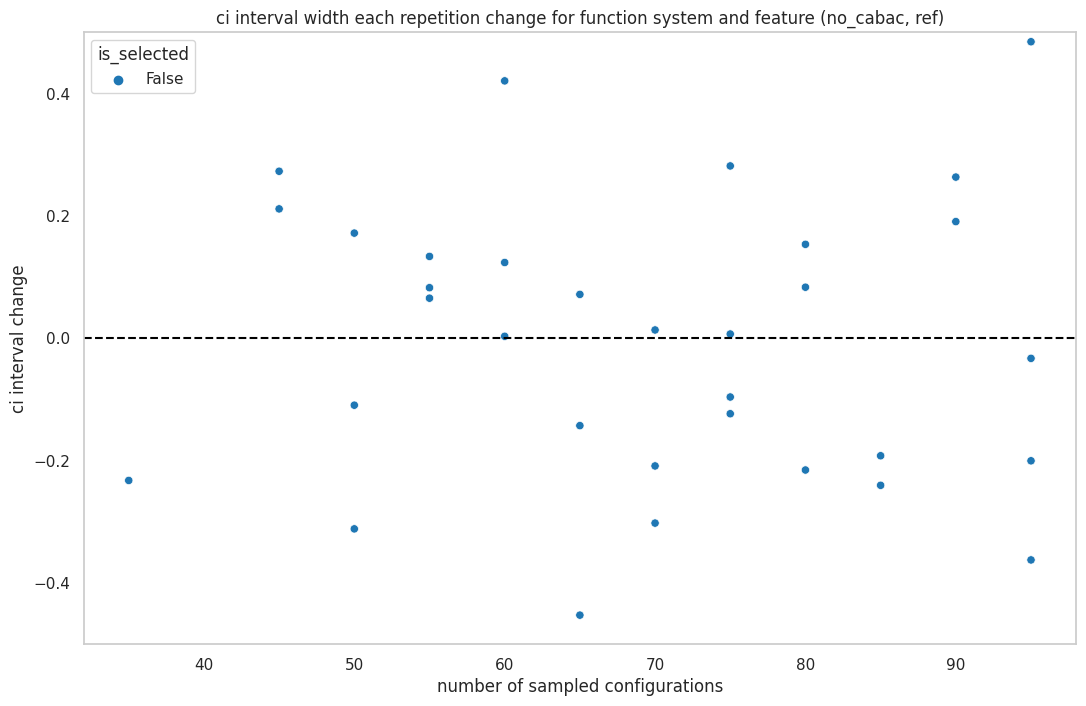 ci interval width each repetition change for function system and feature (no_cabac, ref)
is_selected
False
ci interval change
0.4
0.2
0.0
−0.2
−0.4
40 50 60 70 80 90
number of sampled configurations